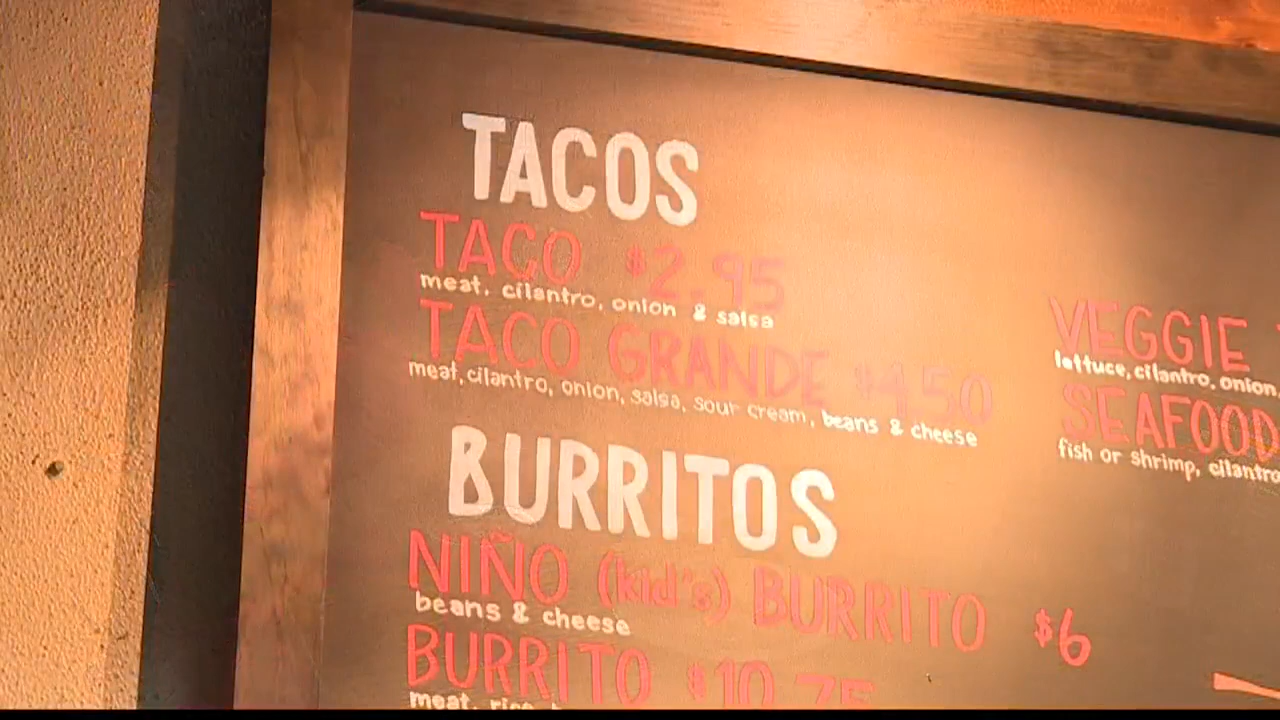 TACOS
TACO $2.95
meat, cilantro, onion & salsa
TACO GRANDE $4.50
meat, cilantro, onion, salsa, sour cream, beans & cheese
VEGGIE
lettuce, cilantro, onion,
SEAFOOD
fish or shrimp, cilantro
BURRITOS
NIÑO (kid's) BURRITO $6
beans & cheese
BURRITO $10.75
meat, rice,